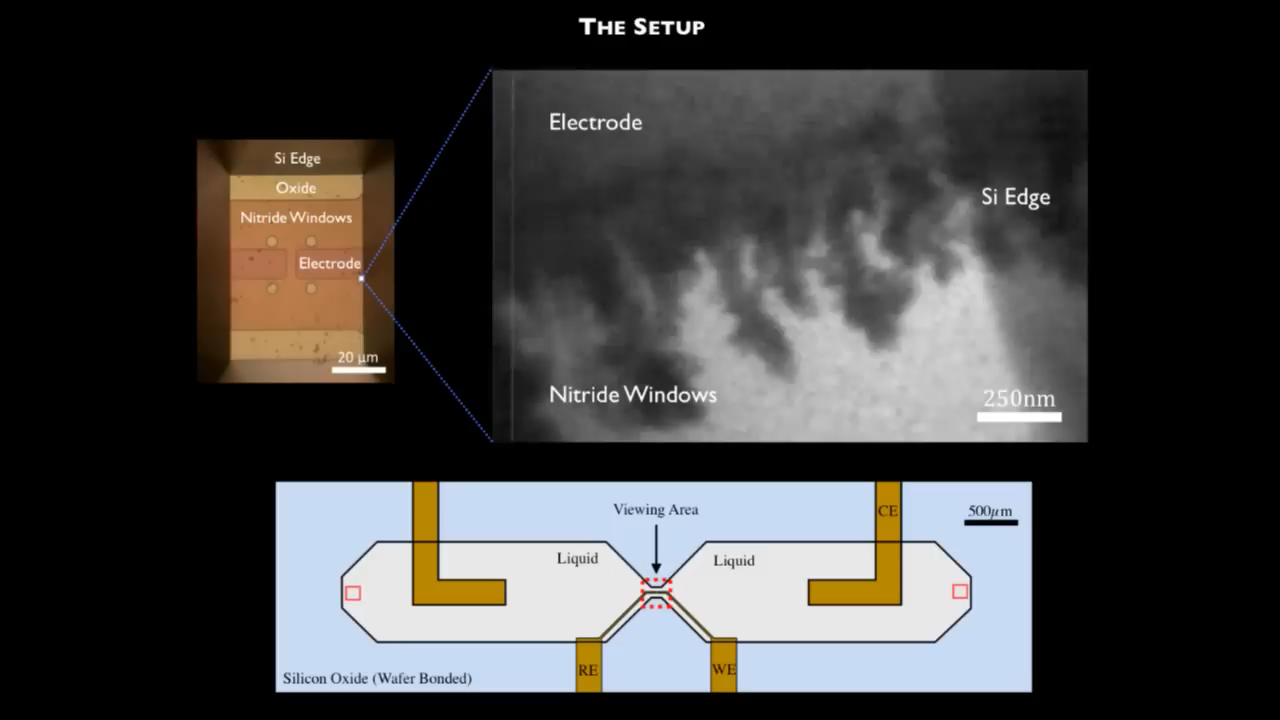 THE SETUP
Si Edge
Oxide
Nitride Windows
Electrode
20 µm
Electrode
Si Edge
Nitride Windows
250nm
Viewing Area
CE
500µm
Liquid
Liquid
RE
WE
Silicon Oxide (Wafer Bonded)